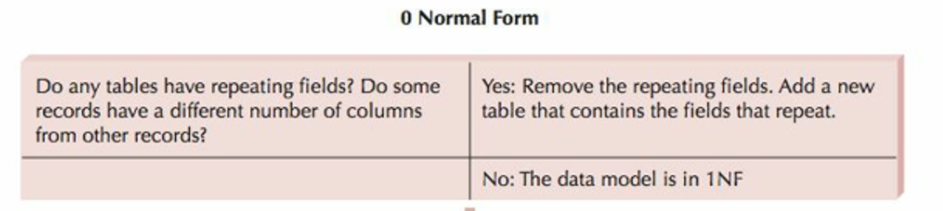 0 Normal Form
Do any tables have repeating fields? Do some
records have a different number of columns
from other records?
Yes: Remove the repeating fields. Add a new
table that contains the fields that repeat.
No: The data model is in 1NF